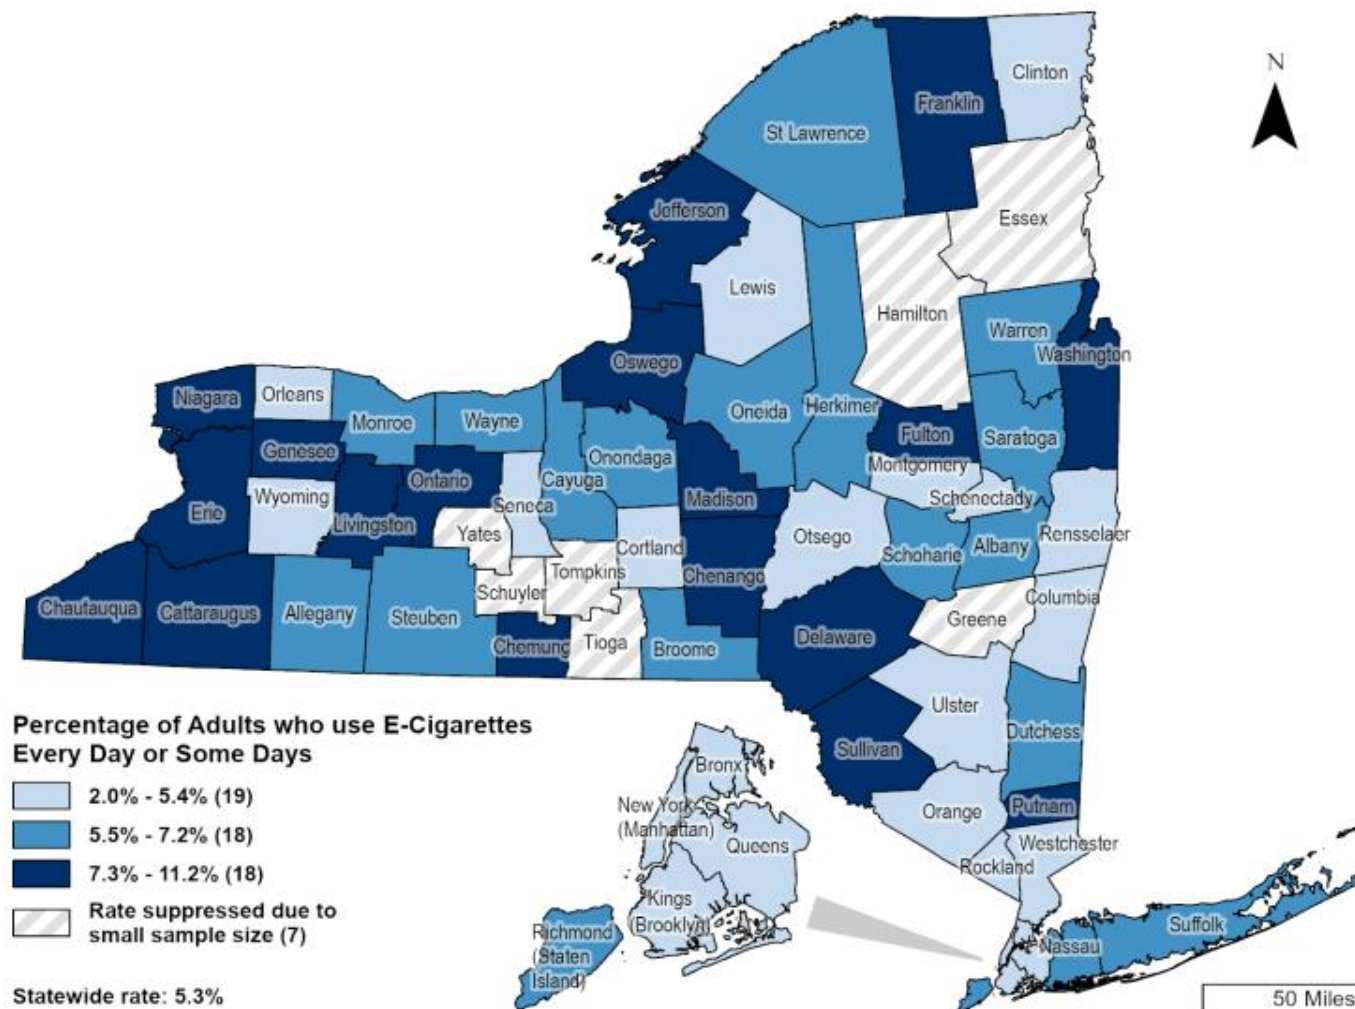 N
Clinton
Franklin
St Lawrence
Essex
Jefferson
Lewis
Hamilton
Warren
Washington
Oswego
Oneida
Herkimer
Niagara
Orleans
Monroe
Wayne
Fulton
Saratoga
Genesee
Onondaga
Ontario
Cayuga
Montgomery
Wyoming
Seneca
Madison
Schenectady
Erie
Livingston
Yates
Cortland
Otsego
Schoharie
Albany
Rensselaer
Tompkins
Chenango
Schuyler
Columbia
Chautauqua
Cattaraugus
Allegany
Steuben
Greene
Chemung
Tioga
Broome
Delaware
Ulster
Dutchess
Sullivan
Orange
Putnam
Westchester
Rockland
Bronx
New York
(Manhattan)
Queens
Kings
(Brooklyn)
Richmond
(Staten
Island)
Nassau
Suffolk
Percentage of Adults who use E-Cigarettes
Every Day or Some Days
2.0% - 5.4% (19)
5.5% - 7.2% (18)
7.3% - 11.2% (18)
Rate suppressed due to
small sample size (7)
Statewide rate: 5.3%
50 Miles